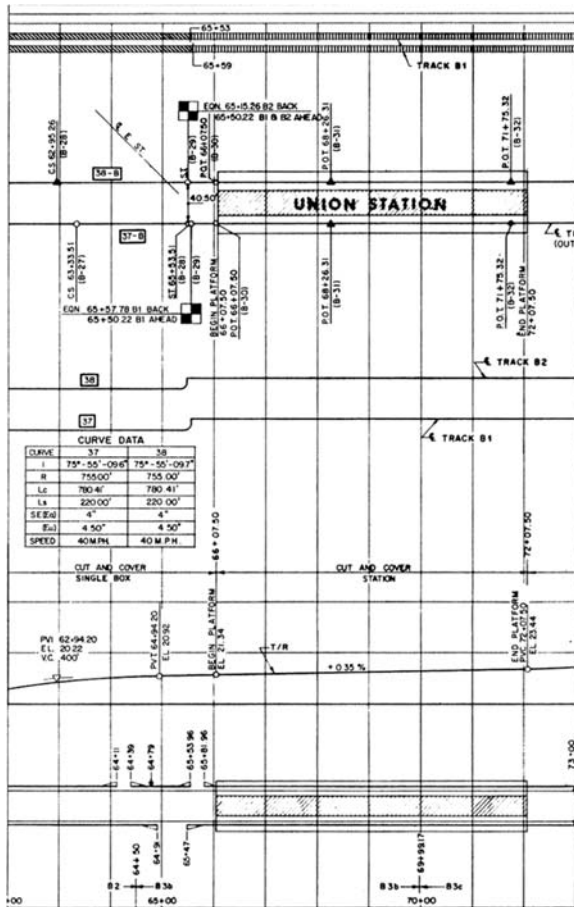 65+53
65+59
TRACK B1
EQN. 65+15.26 B2 BACK
65+50.22 B1 & B2 AHEAD
C.S. 62+95.26
(B-28)
℄ E ST.
S.T.
(B-29)
P.O.T. 66+07.50
(B-30)
P.O.T. 68+26.31
(B-31)
P.O.T. 71+75.32
(B-32)
38-B
40.50'
UNION STATION
37-B
(OUT
C.S. 63+33.51
(B-27)
S.T. 65+53.51
(B-28)
(B-29)
BEGIN PLATFORM
66+07.50
P.O.T. 66+07.50
(B-30)
P.O.T. 68+26.31
(B-31)
P.O.T. 71+75.32
(B-32)
END PLATFORM
72+07.50
EQN 65+57.78 B1 BACK
65+50.22 B1 AHEAD
℄ TRACK B2
38
37
℄ TRACK B1
CURVE DATA
CURVE 37 38
I 75°-55'-09.6" 75°-55'-09.7"
R 755.00' 755.00'
Lc 780.41' 780.41'
Ls 220.00' 220.00'
SE(Ea) 4" 4"
(Eu) 4.50" 4.50"
SPEED 40 M.P.H. 40 M.P.H.
66+07.50
72+07.50
CUT AND COVER
SINGLE BOX
CUT AND COVER
STATION
PVI 62+94.20
EL. 20.22
V.C. 400'
PVT 64+94.20
EL 20.92
BEGIN PLATFORM
EL 21.34
T/R
+0.35 %
END PLATFORM
PVC 72+07.50
EL 23.44
64+11
64+39
64+79
65+53.96
65+81.96
73+00
64+50
64+91
65+47
69+99.17
B2
B3b
B3b
B3c
+00
65+00
70+00